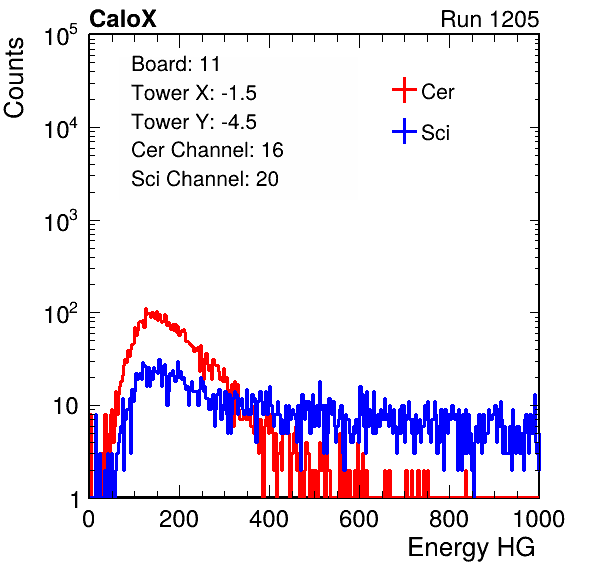 CaloX Run 1205
Counts
10^5
10^4
10^3
10^2
10
1
Board: 11
Tower X: -1.5
Tower Y: -4.5
Cer Channel: 16
Sci Channel: 20
Cer
Sci
0 200 400 600 800 1000
Energy HG